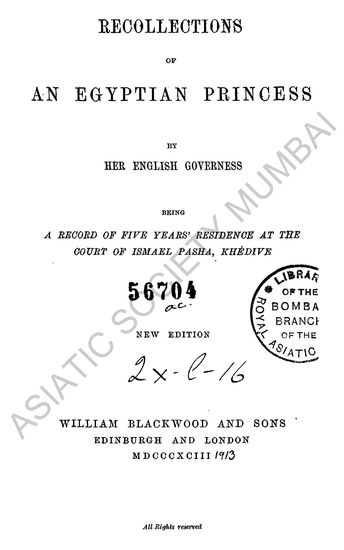 RECOLLECTIONS
OF
AN EGYPTIAN PRINCESS
BY
HER ENGLISH GOVERNESS
BEING
A RECORD OF FIVE YEARS' RESIDENCE AT THE
COURT OF ISMAEL PASHA, KHÉDIVE
56704
ac.
LIBRAR
OF THE
BOMBA
BRANCH
OF THE
ROYAL
ASIATIC
NEW EDITION
2x-l-16
WILLIAM BLACKWOOD AND SONS
EDINBURGH AND LONDON
MDCCCXCIII 1913
All Rights reserved
ASIATIC SOCIETY MUMBAI